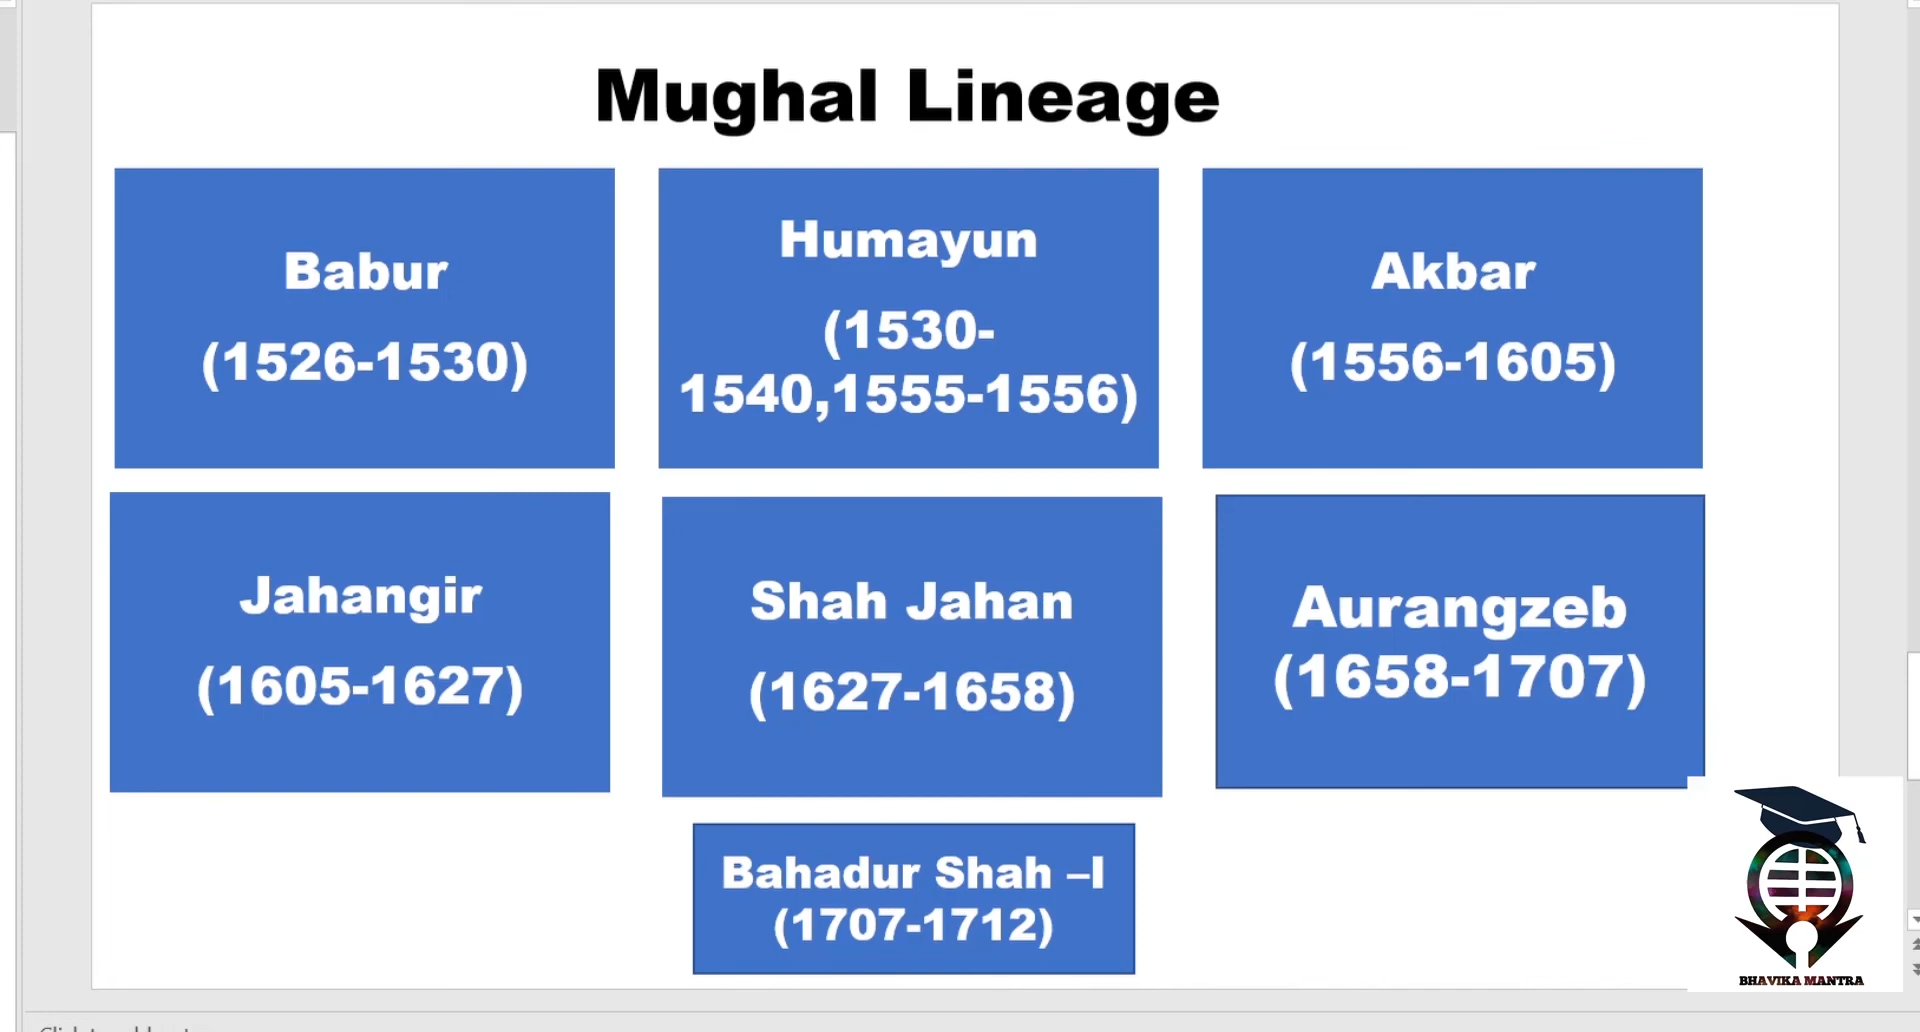 Mughal Lineage
Babur
(1526-1530)
Humayun
(1530-
1540,1555-1556)
Akbar
(1556-1605)
Jahangir
(1605-1627)
Shah Jahan
(1627-1658)
Aurangzeb
(1658-1707)
Bahadur Shah –I
(1707-1712)
BHAVIKA MANTRA